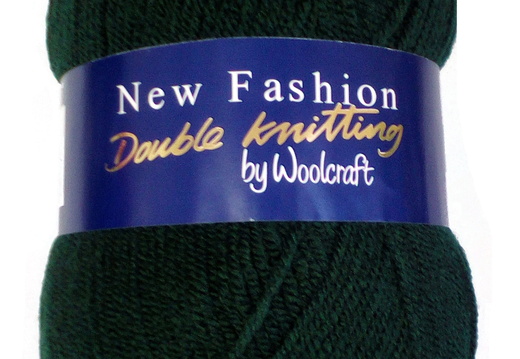 New Fashion
Double Knitting
by Woolcraft